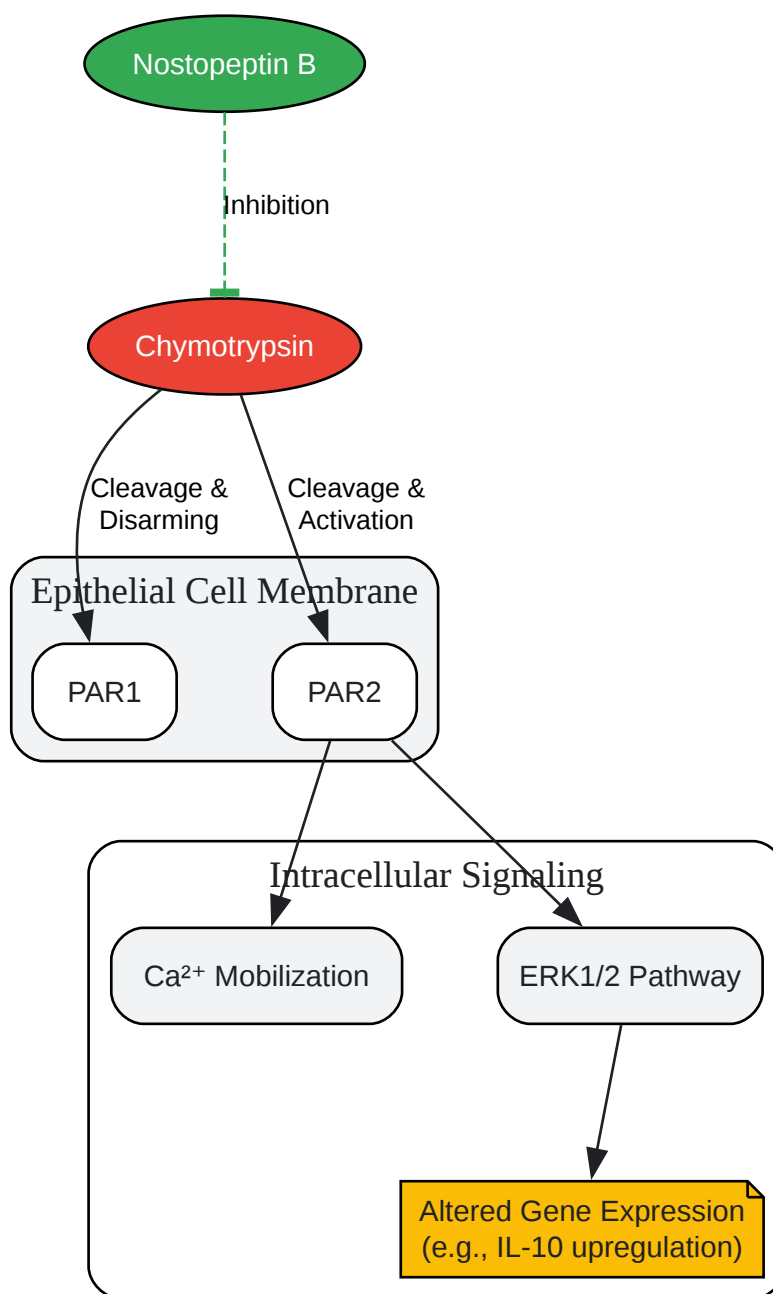 Nostopeptin B
Inhibition
Chymotrypsin
Cleavage &
Disarming
Cleavage &
Activation
Epithelial Cell Membrane
PAR1
PAR2
Intracellular Signaling
Ca²⁺ Mobilization
ERK1/2 Pathway
Altered Gene Expression
(e.g., IL-10 upregulation)